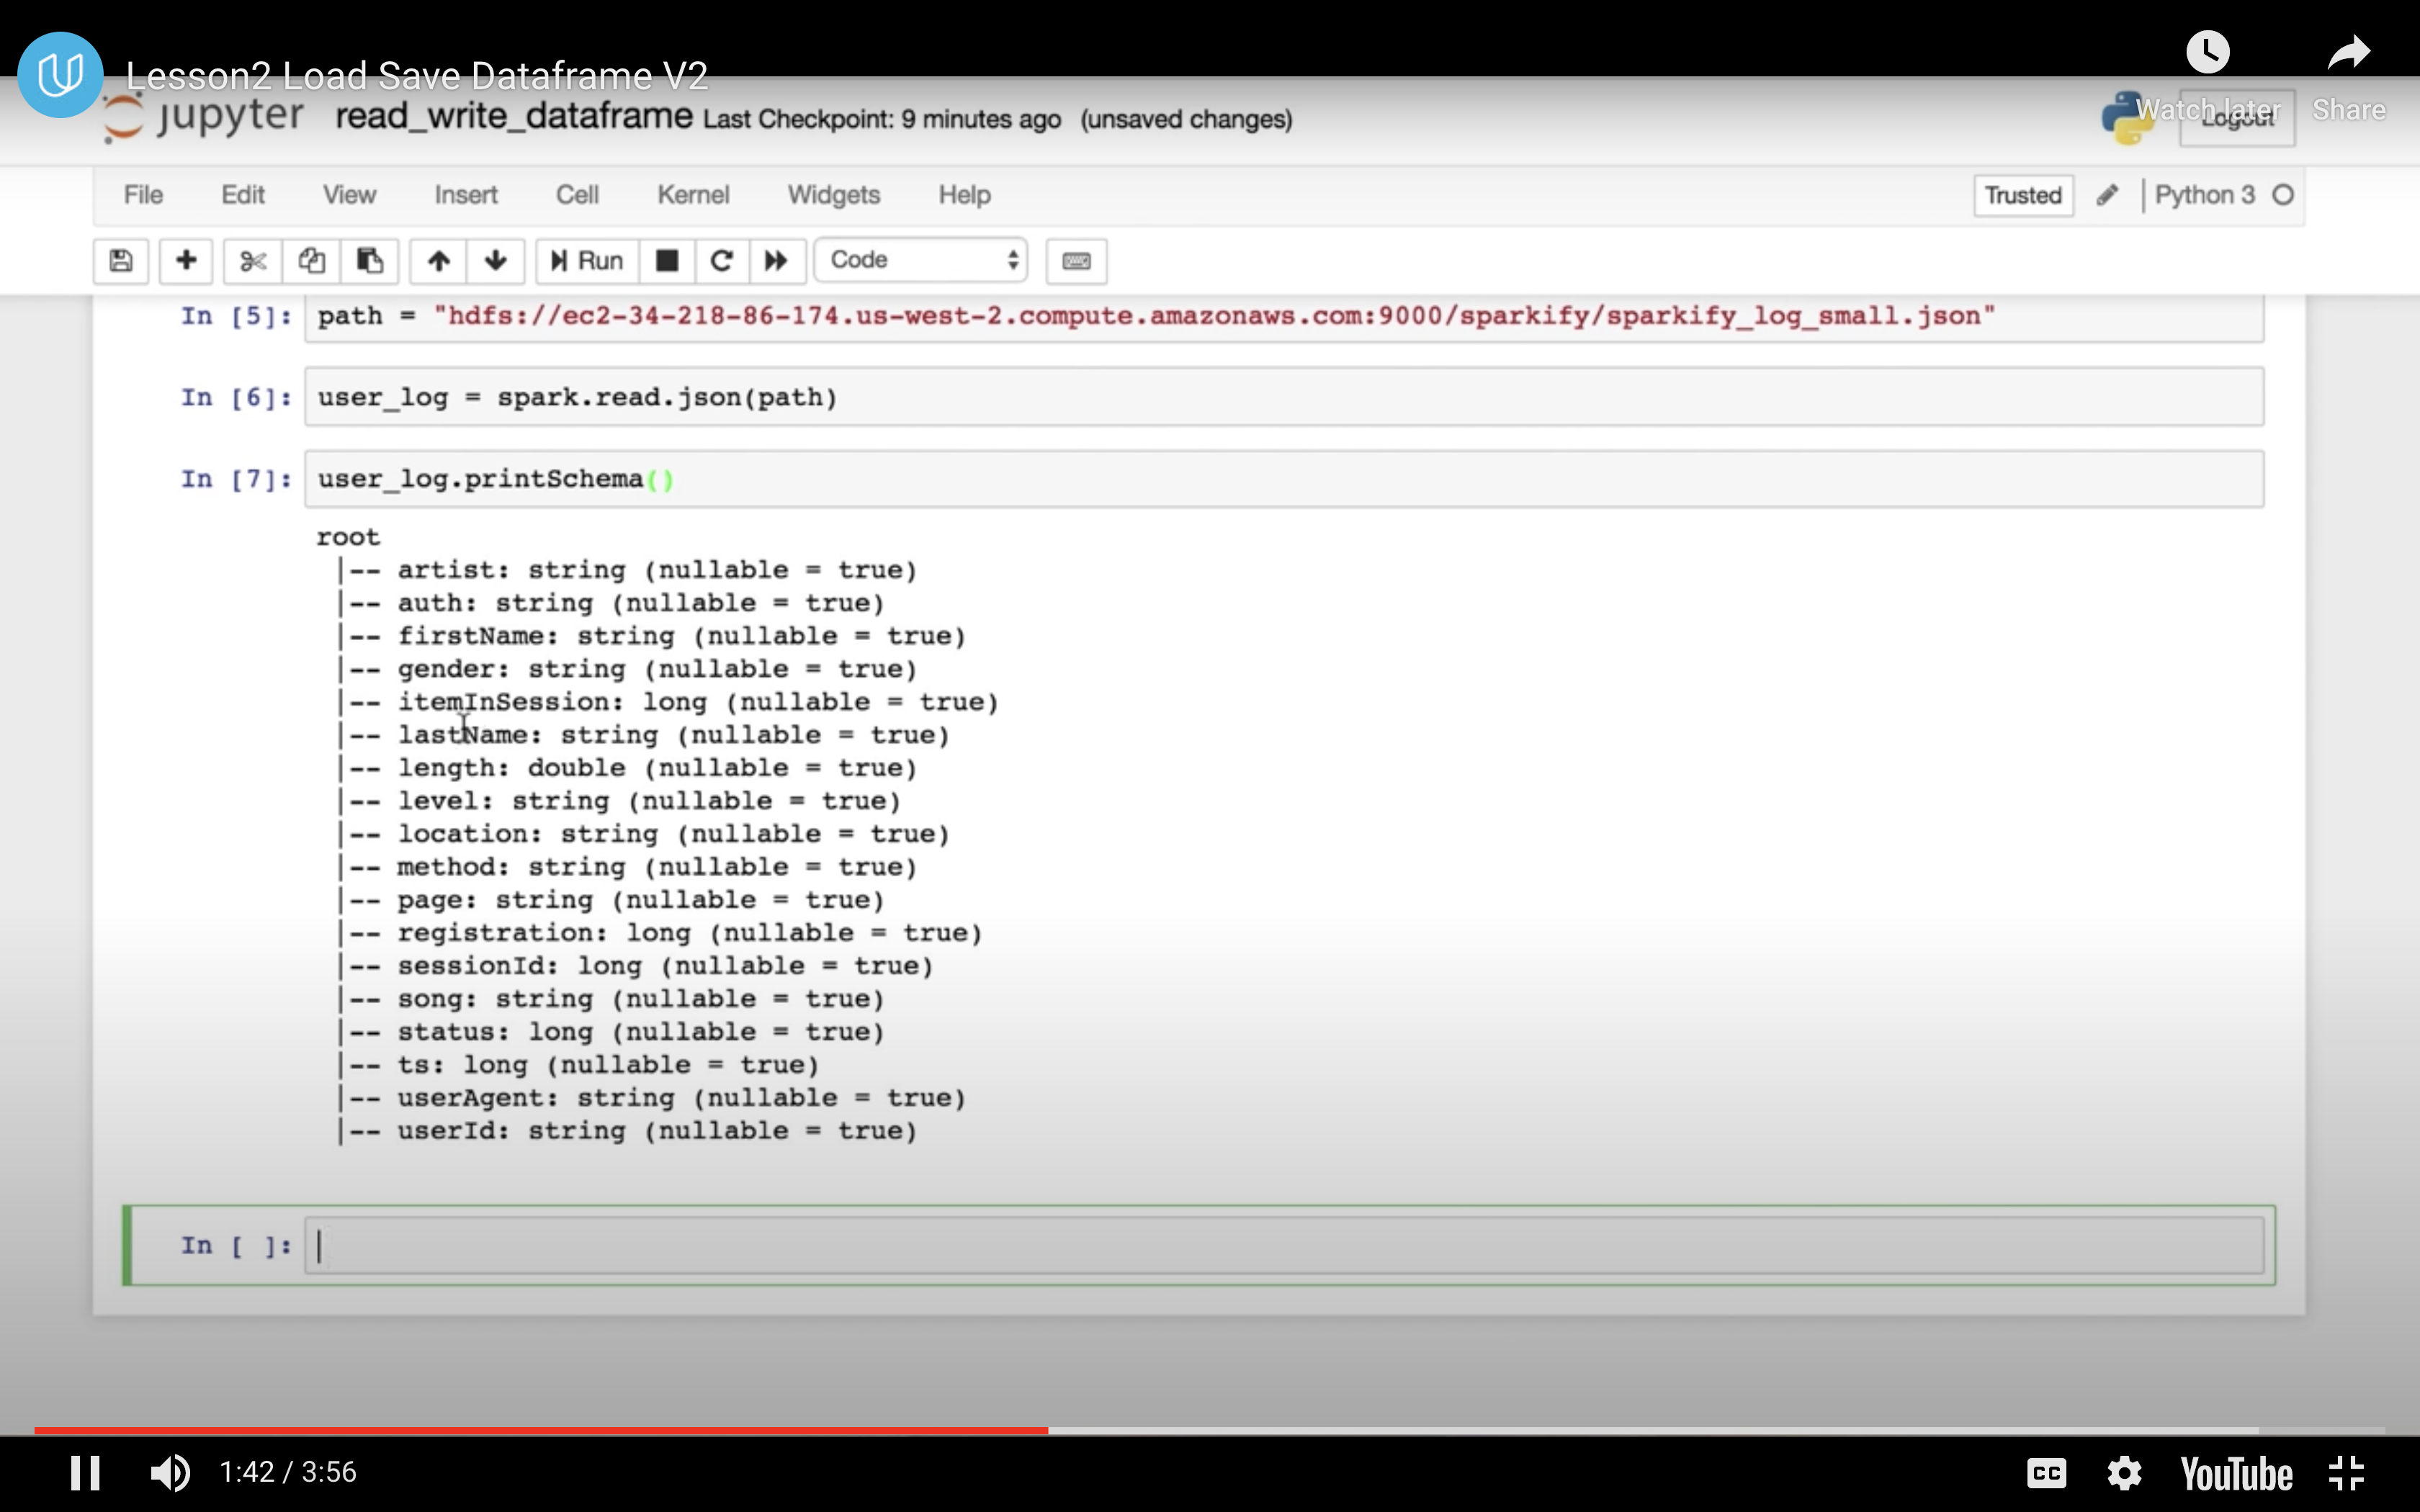 Lesson2 Load Save Dataframe V2
Watch later
Share
jupyter read_write_dataframe Last Checkpoint: 9 minutes ago (unsaved changes)
Logout
File Edit View Insert Cell Kernel Widgets Help
Trusted
Python 3
Run
Code
In [5]: path = "hdfs://ec2-34-218-86-174.us-west-2.compute.amazonaws.com:9000/sparkify/sparkify_log_small.json"
In [6]: user_log = spark.read.json(path)
In [7]: user_log.printSchema()
root
|-- artist: string (nullable = true)
|-- auth: string (nullable = true)
|-- firstName: string (nullable = true)
|-- gender: string (nullable = true)
|-- itemInSession: long (nullable = true)
|-- lastName: string (nullable = true)
|-- length: double (nullable = true)
|-- level: string (nullable = true)
|-- location: string (nullable = true)
|-- method: string (nullable = true)
|-- page: string (nullable = true)
|-- registration: long (nullable = true)
|-- sessionId: long (nullable = true)
|-- song: string (nullable = true)
|-- status: long (nullable = true)
|-- ts: long (nullable = true)
|-- userAgent: string (nullable = true)
|-- userId: string (nullable = true)
In [ ]:
1:42 / 3:56
CC
YouTube